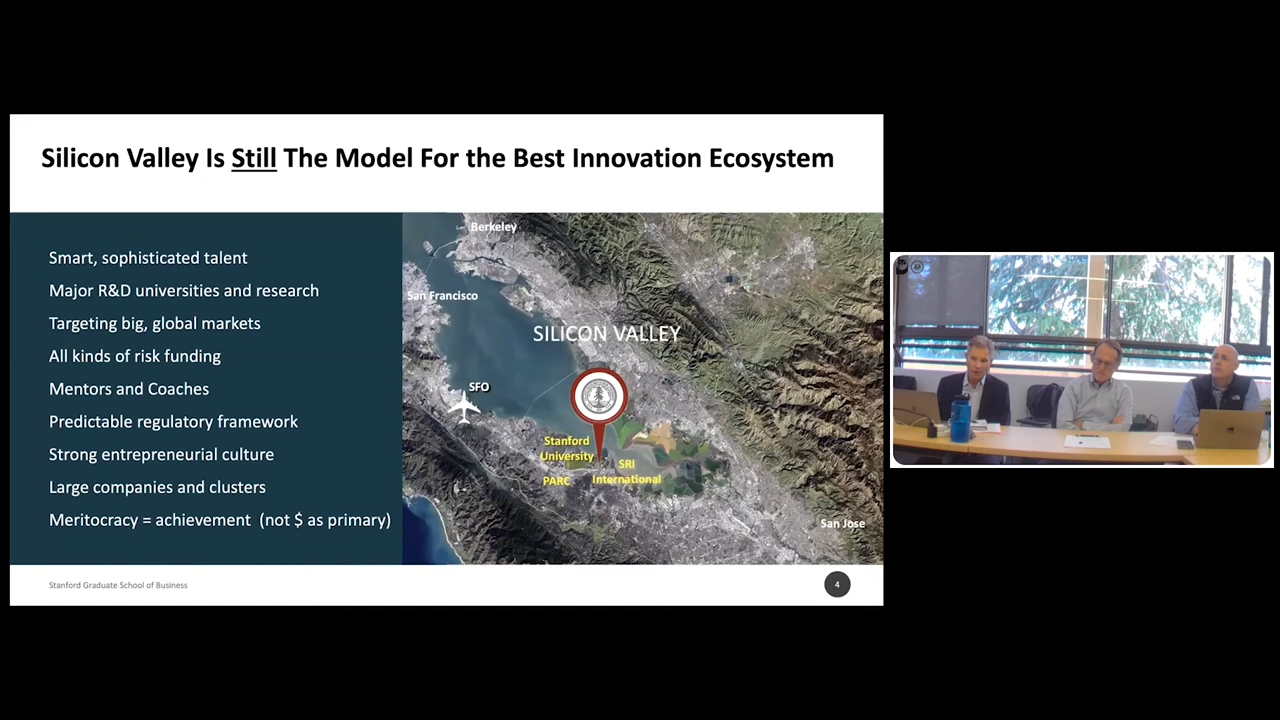 Silicon Valley Is Still The Model For the Best Innovation Ecosystem
Smart, sophisticated talent
Major R&D universities and research
Targeting big, global markets
All kinds of risk funding
Mentors and Coaches
Predictable regulatory framework
Strong entrepreneurial culture
Large companies and clusters
Meritocracy = achievement (not $ as primary)
Berkeley
San Francisco
SILICON VALLEY
SFO
Stanford
University
PARC
SRI
International
San Jose
Stanford Graduate School of Business
4